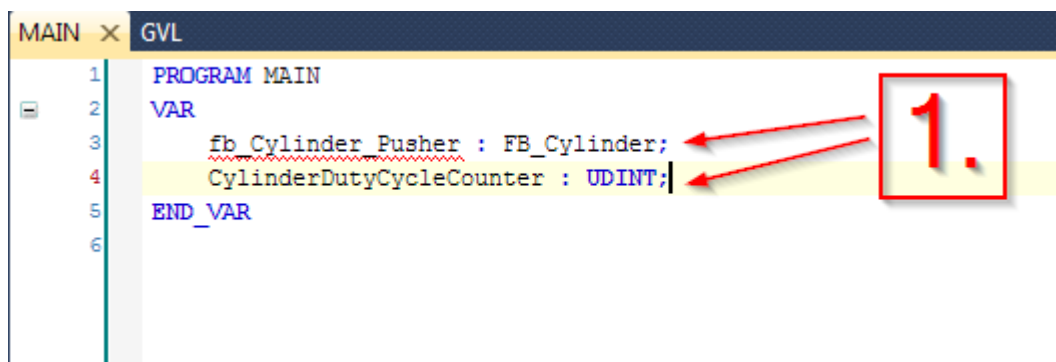 MAIN × GVL
1 PROGRAM MAIN
2 VAR
3 fb_Cylinder_Pusher : FB_Cylinder;
4 CylinderDutyCycleCounter : UDINT;
5 END_VAR
6
1.